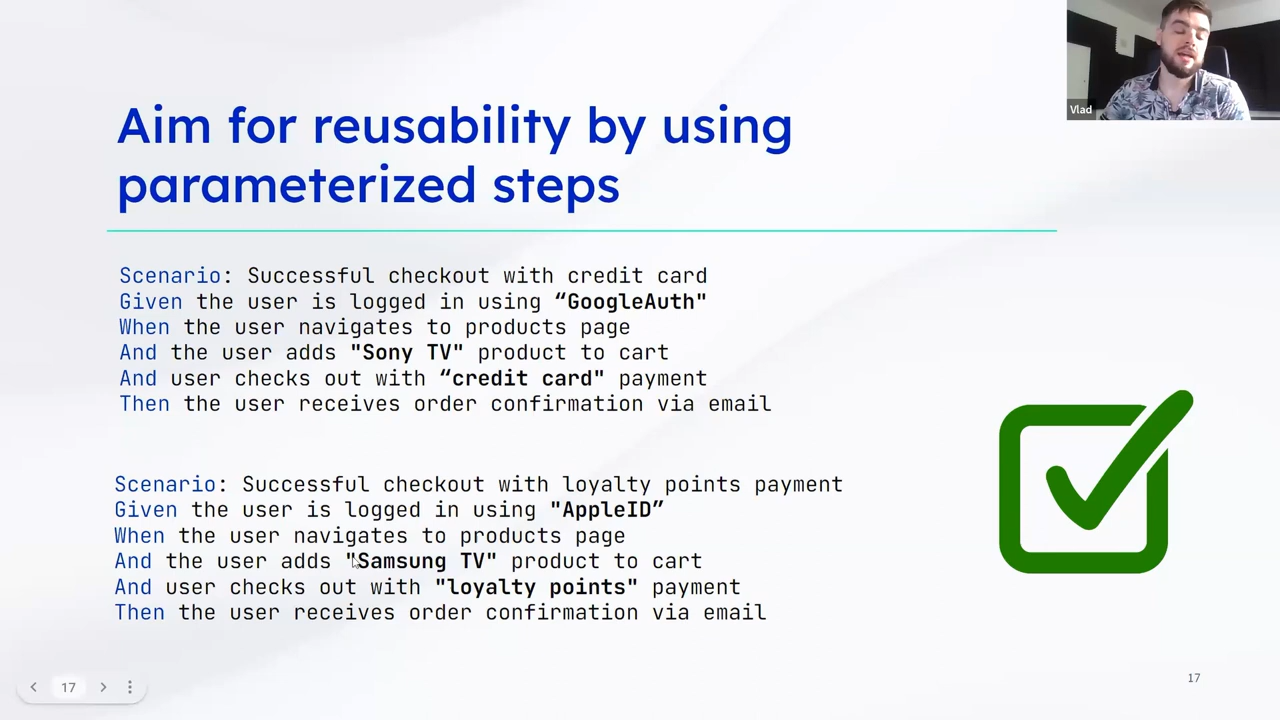 Vlad
Aim for reusability by using
parameterized steps
Scenario: Successful checkout with credit card
Given the user is logged in using “GoogleAuth"
When the user navigates to products page
And the user adds "Sony TV" product to cart
And user checks out with “credit card" payment
Then the user receives order confirmation via email
Scenario: Successful checkout with loyalty points payment
Given the user is logged in using "AppleID”
When the user navigates to products page
And the user adds "Samsung TV" product to cart
And user checks out with "loyalty points" payment
Then the user receives order confirmation via email
17
17